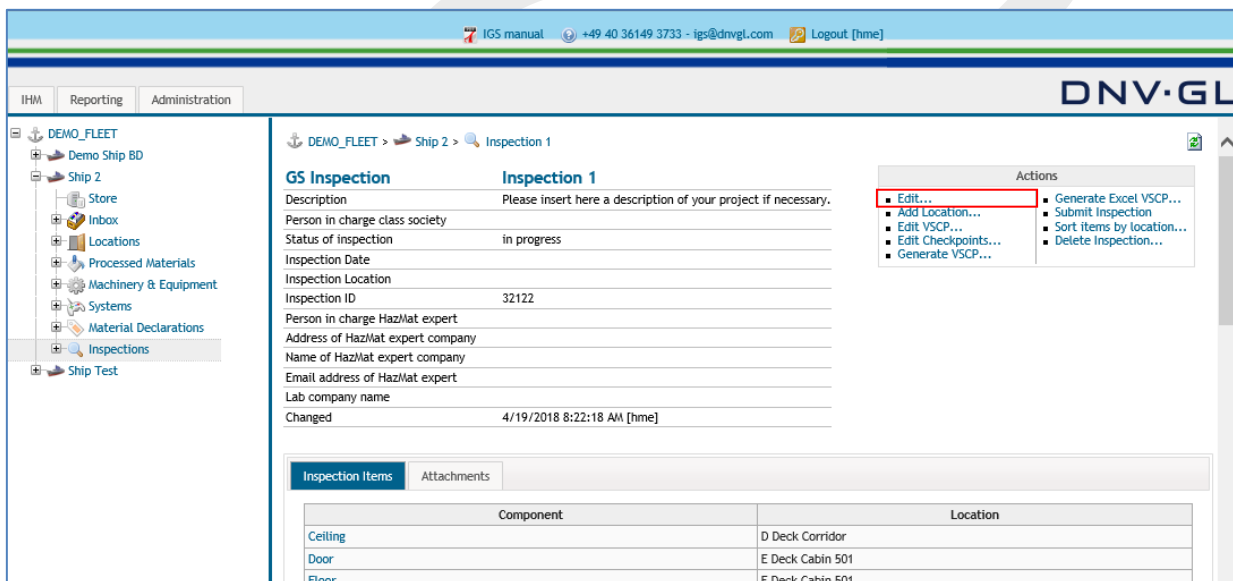 IGS manual +49 40 36149 3733 - igs@dnvgl.com Logout [hme]
IHM Reporting Administration
DNV·GL
DEMO_FLEET
Demo Ship BD
Ship 2
Store
Inbox
Locations
Processed Materials
Machinery & Equipment
Systems
Material Declarations
Inspections
Ship Test
DEMO_FLEET > Ship 2 > Inspection 1
GS Inspection Inspection 1
Description Please insert here a description of your project if necessary.
Person in charge class society
Status of inspection in progress
Inspection Date
Inspection Location
Inspection ID 32122
Person in charge HazMat expert
Address of HazMat expert company
Name of HazMat expert company
Email address of HazMat expert
Lab company name
Changed 4/19/2018 8:22:18 AM [hme]
Actions
Edit...
Add Location...
Edit VSCP...
Edit Checkpoints...
Generate VSCP...
Generate Excel VSCP...
Submit Inspection
Sort items by location...
Delete Inspection...
Inspection Items Attachments
Component Location
Ceiling D Deck Corridor
Door E Deck Cabin 501
Floor E Deck Cabin 501